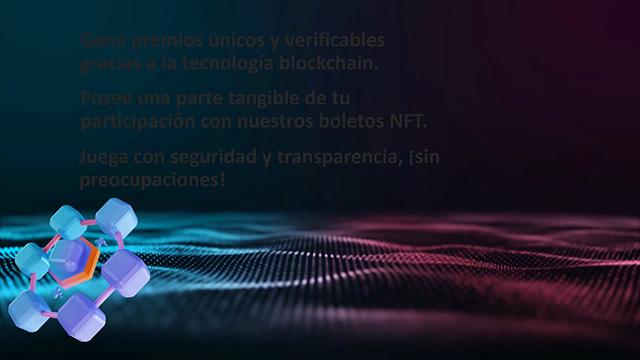 Gana premios únicos y verificables
gracias a la tecnología blockchain.
Posee una parte tangible de tu
participación con nuestros boletos NFT.
Juega con seguridad y transparencia, ¡sin
preocupaciones!